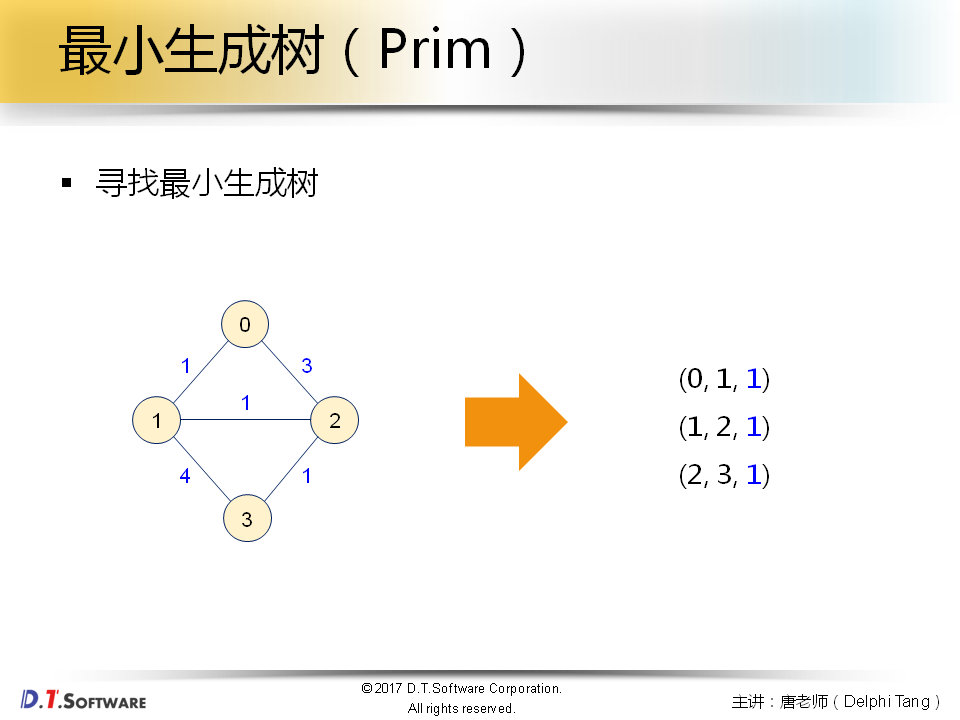 最小生成树（Prim）
▪ 寻找最小生成树
0
1
3
1
1
2
4
1
3
(0, 1, 1)
(1, 2, 1)
(2, 3, 1)
D.T.SOFTWARE
©2017 D.T.Software Corporation.
All rights reserved.
主讲：唐老师（Delphi Tang）